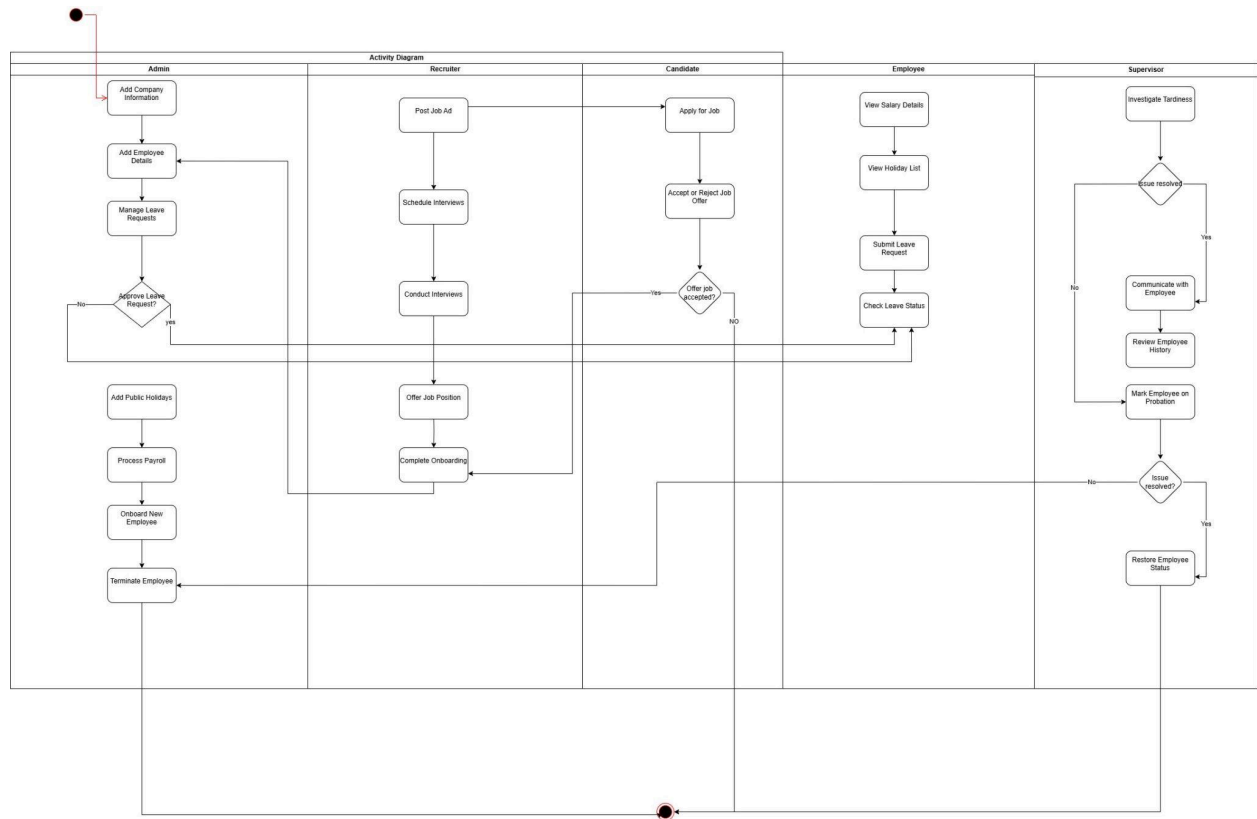 Activity Diagram
Admin
Recruiter
Candidate
Employee
Supervisor
Add Company
Information
Add Employee
Details
Manage Leave
Requests
Approve Leave
Request?
No
yes
Add Public Holidays
Process Payroll
Onboard New
Employee
Terminate Employee
Post Job Ad
Schedule Interviews
Conduct Interviews
Offer Job Position
Complete Onboarding
Apply for Job
Accept or Reject Job
Offer
Offer job
accepted?
Yes
NO
View Salary Details
View Holiday List
Submit Leave
Request
Check Leave Status
Investigate Tardiness
Issue resolved
Yes
No
Communicate with
Employee
Review Employee
History
Mark Employee on
Probation
Issue
resolved?
No
Yes
Restore Employee
Status